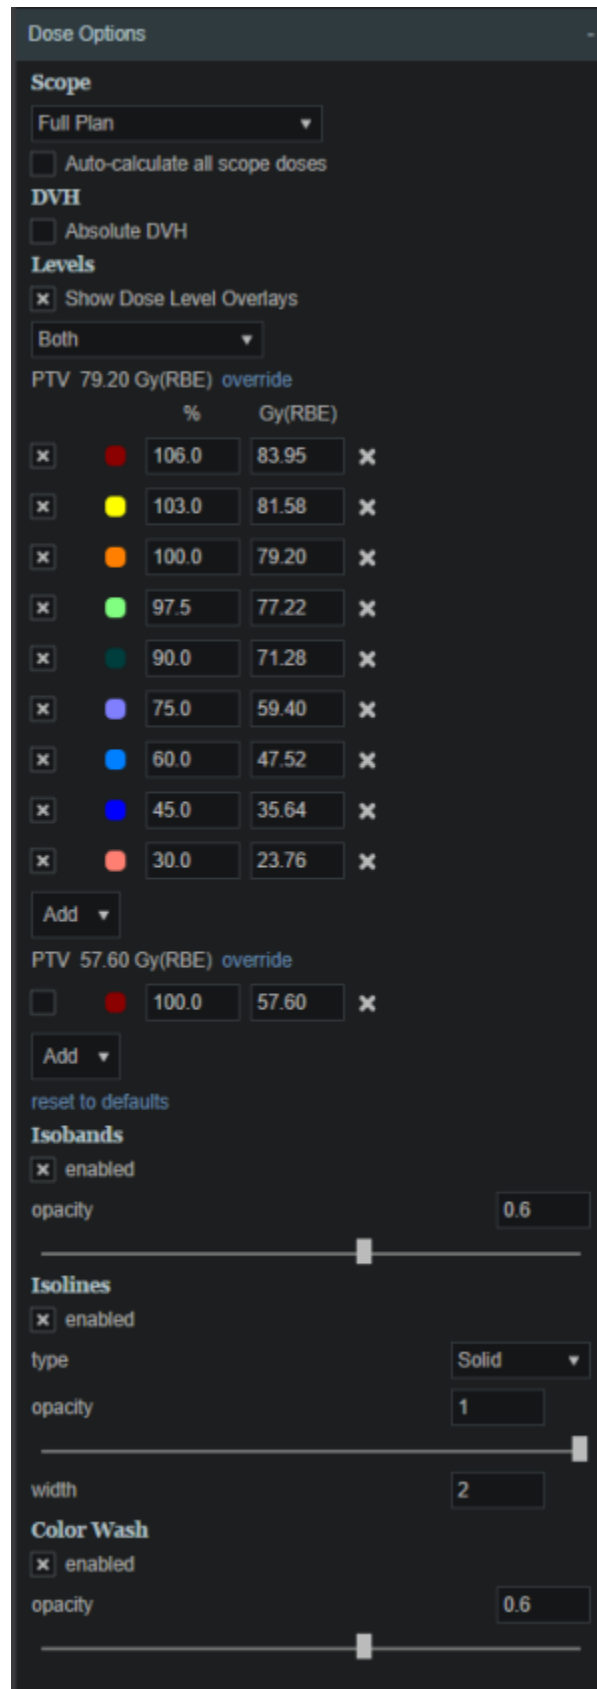 Dose Options -
Scope
Full Plan
Auto-calculate all scope doses
DVH
Absolute DVH
Levels
Show Dose Level Overlays
Both
PTV 79.20 Gy(RBE) override
% Gy(RBE)
106.0 83.95
103.0 81.58
100.0 79.20
97.5 77.22
90.0 71.28
75.0 59.40
60.0 47.52
45.0 35.64
30.0 23.76
Add
PTV 57.60 Gy(RBE) override
100.0 57.60
Add
reset to defaults
Isobands
enabled
opacity 0.6
Isolines
enabled
type Solid
opacity 1
width 2
Color Wash
enabled
opacity 0.6